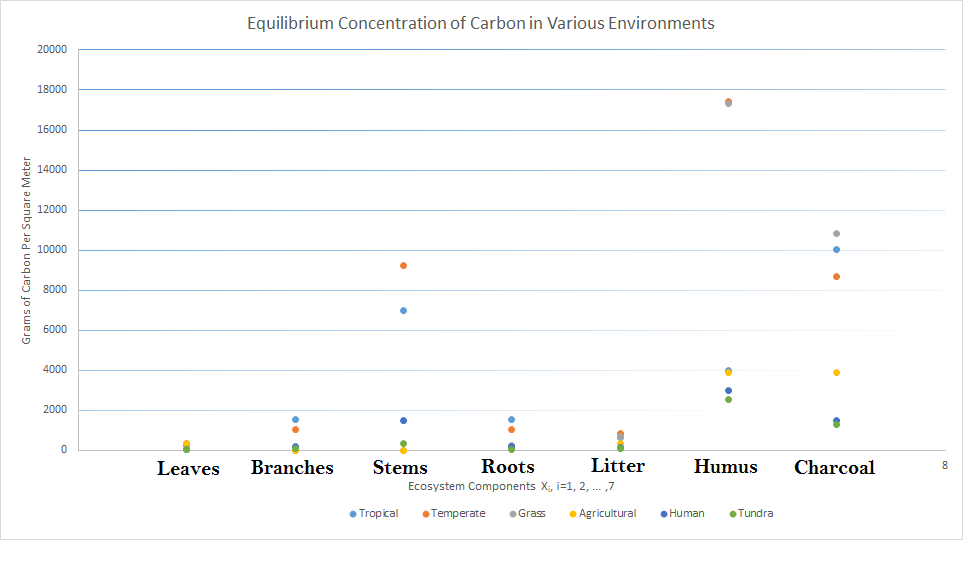 Equilibrium Concentration of Carbon in Various Environments
20000
18000
16000
14000
12000
10000
8000
6000
4000
2000
0
Grams of Carbon Per Square Meter
Leaves Branches Stems Roots Litter Humus Charcoal 8
Ecosystem Components Xi, i=1, 2, ... ,7
Tropical Temperate Grass Agricultural Human Tundra